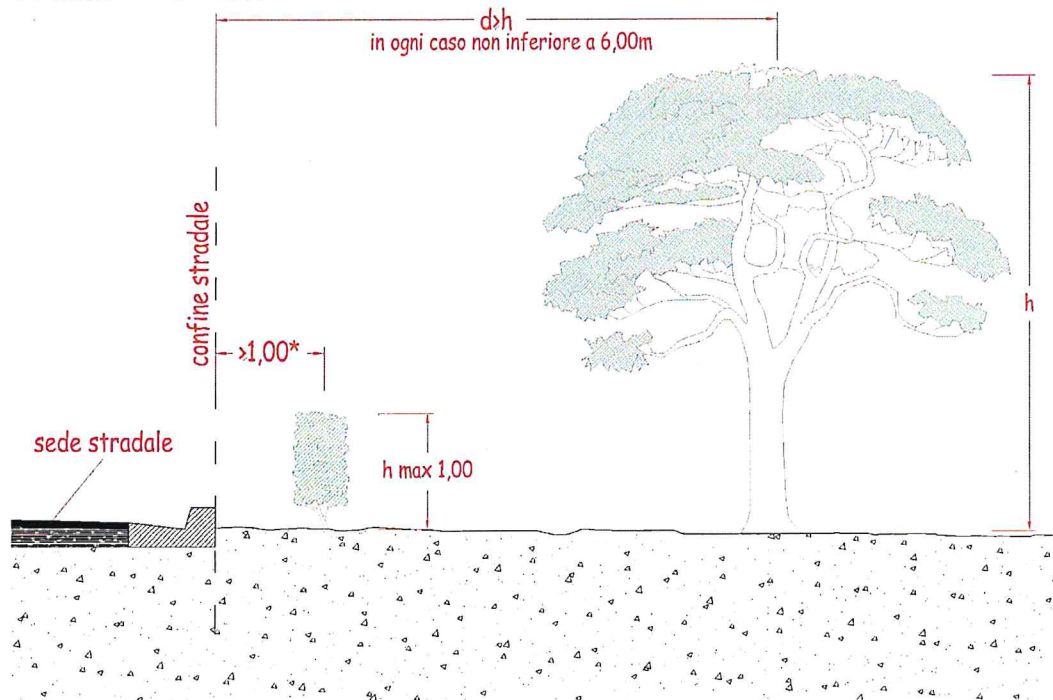 d>h
in ogni caso non inferiore a 6,00m
confine stradale
h
>1,00*
sede stradale
h max 1,00